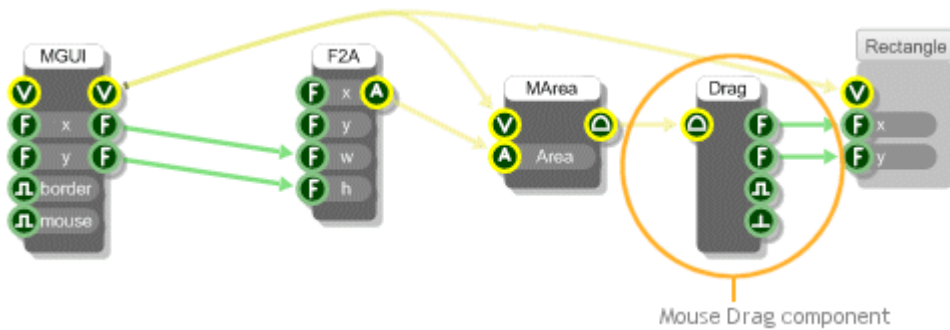 MGUI
V V
F x F
F y F
border
mouse
F2A
F x A
F y
F w
F h
MArea
V
A Area
Drag
F
F
Rectangle
V
F x
F y
Mouse Drag component